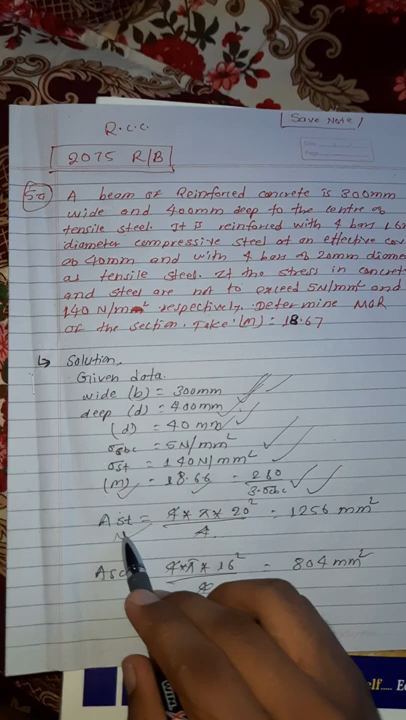 R.C.C.
Save Note /
2075 R/B
5a) A beam of Reinforced concrete is 300mm
wide and 400mm deep to the centre of
tensile steel. It is reinforced with 4 bars 16
diameter compressive steel at an effective cov
of 40mm and with 4 bars of 20mm diame
as tensile steel. If the stress in concrete
and steel are not to exceed 5N/mm² and
140 N/mm² respectively. Determine MOR
of the section. Take (m) = 18.67
↳ Solution.
Given data.
wide (b) = 300mm
deep (d) = 400mm
(d) = 40 mm
σcbc = 5N/mm²
σst = 140N/mm²
(m) = 18.66 = 280/3.σcbc
Ast = 4*π*20²/4 = 1256 mm²
Asc 4*π*16²/4 = 804 mm²
elf..... E